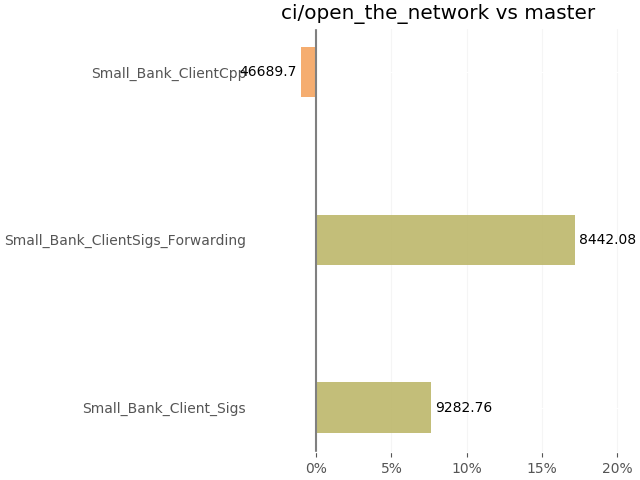 ci/open_the_network vs master
Small_Bank_ClientCpp
46689.7
Small_Bank_ClientSigs_Forwarding
8442.08
Small_Bank_Client_Sigs
9282.76
0%
5%
10%
15%
20%